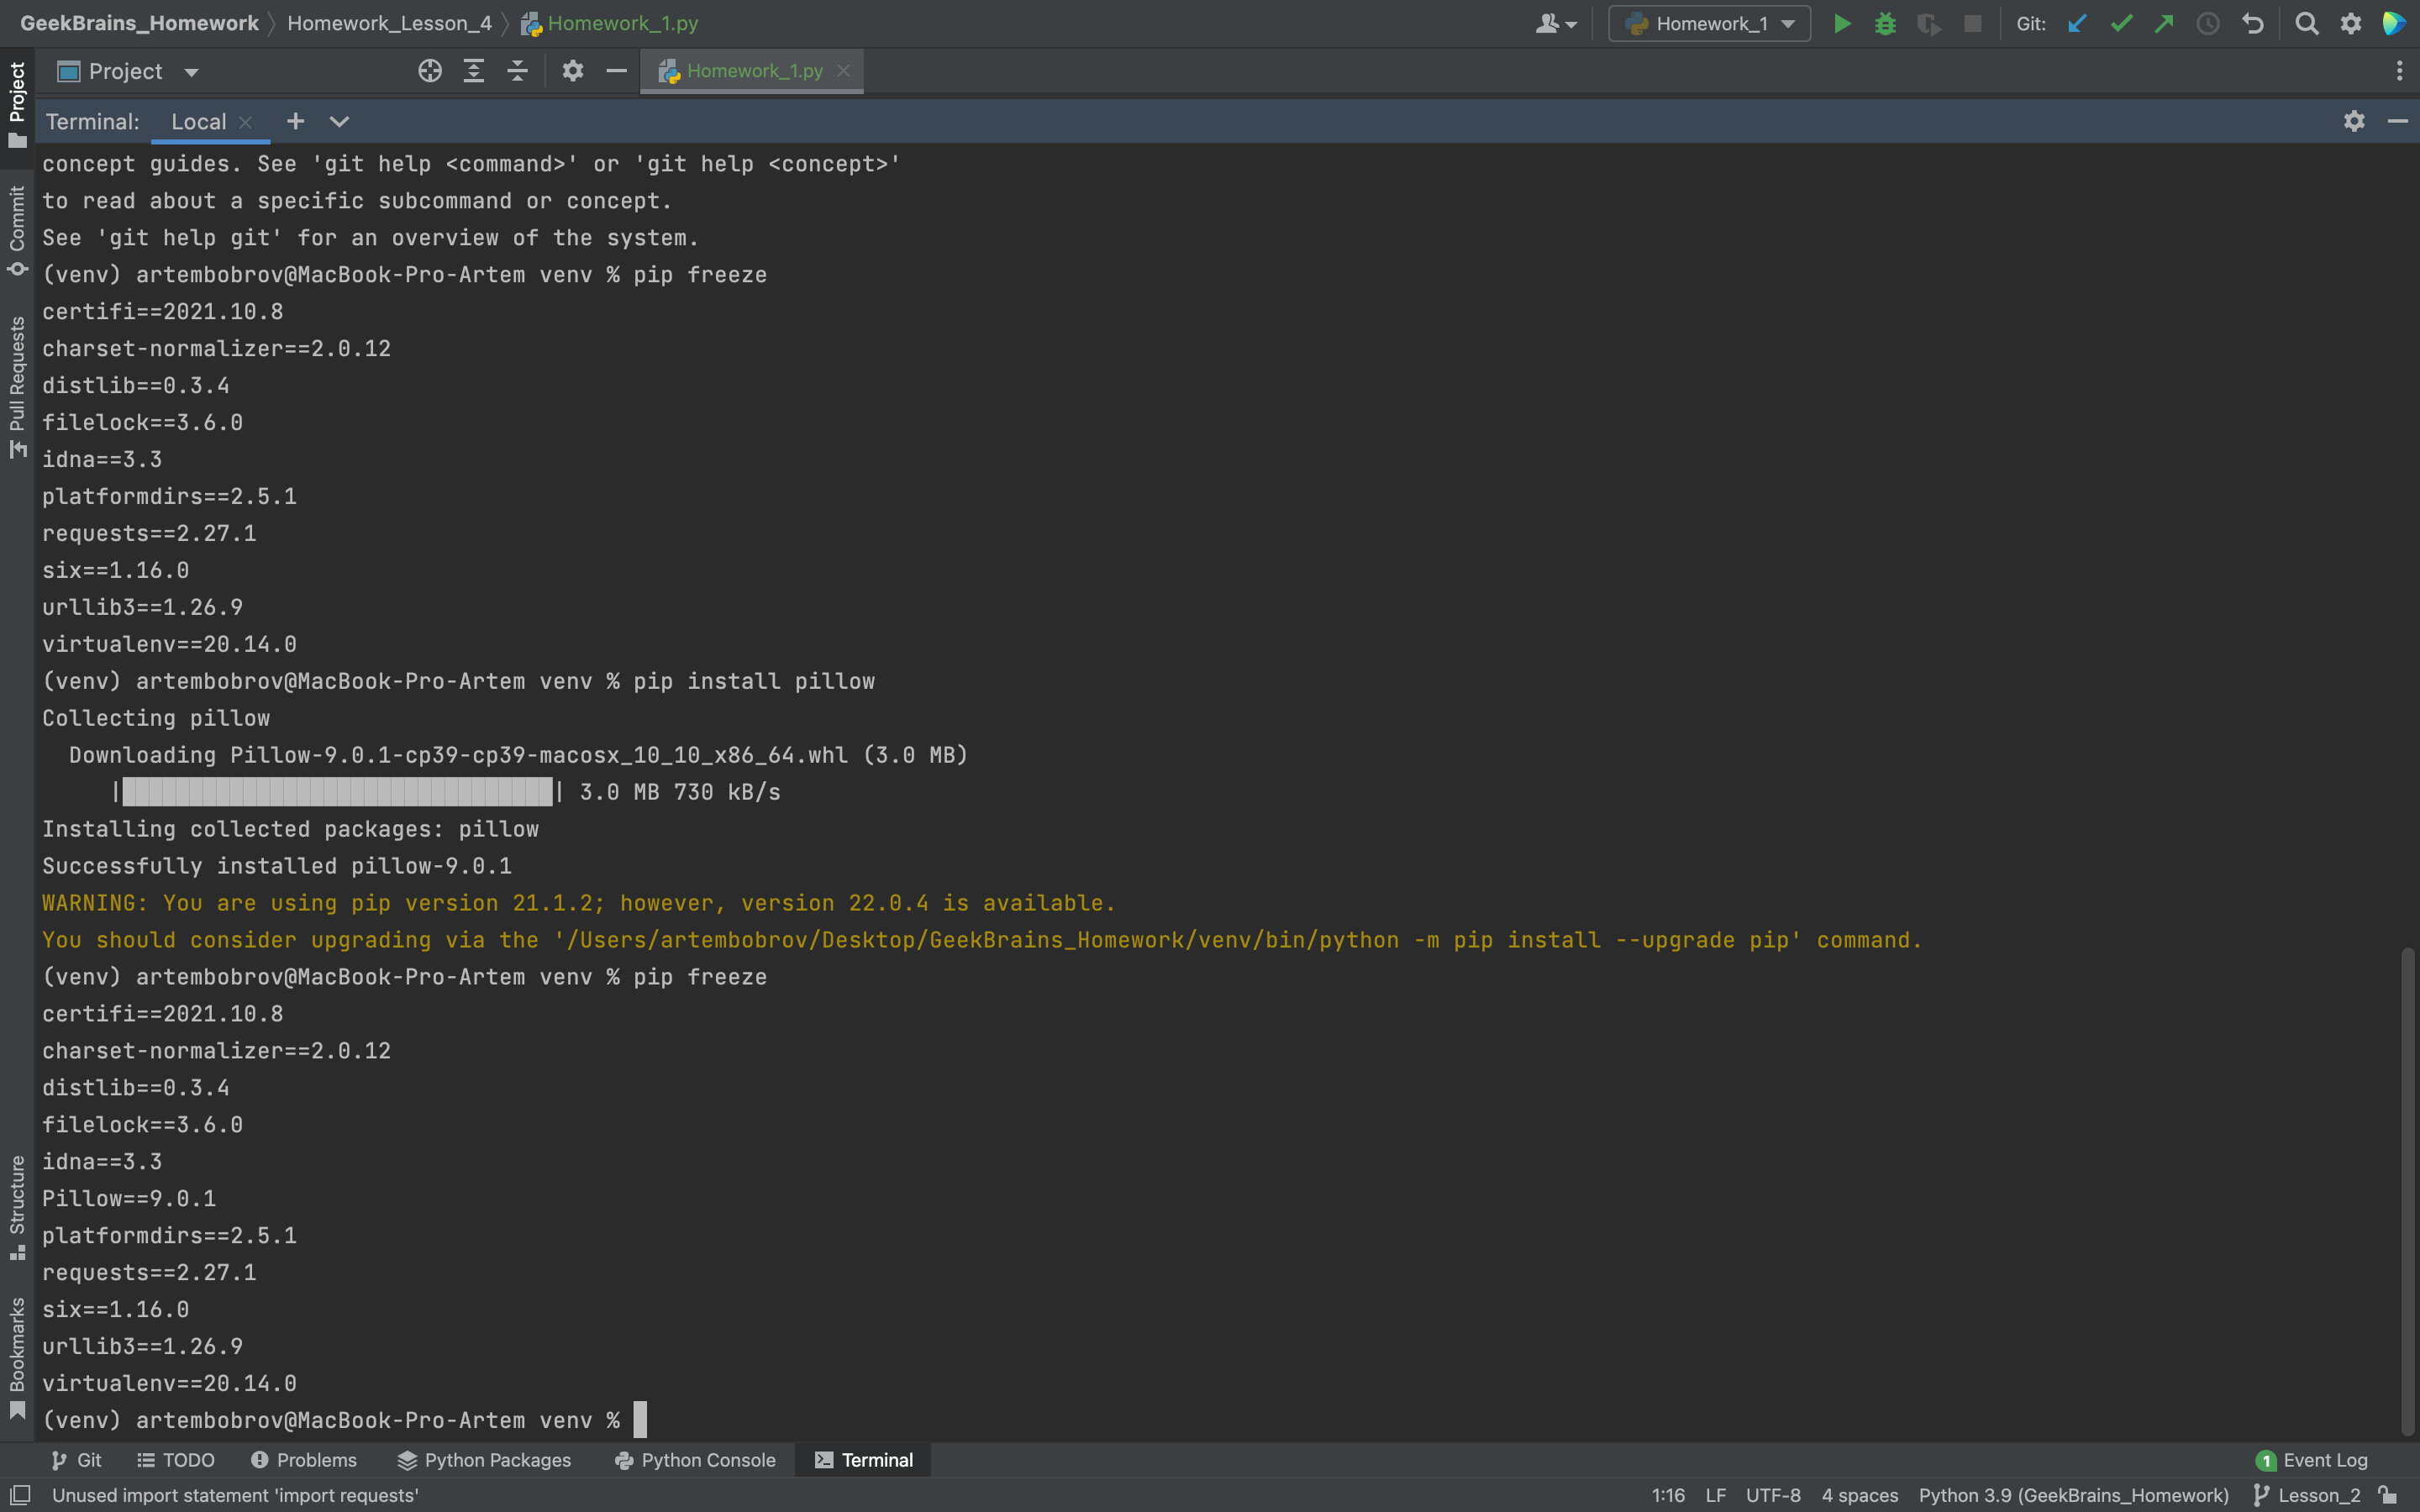 GeekBrains_Homework Homework_Lesson_4 Homework_1.py Homework_1 Git:
Project Homework_1.py
Terminal: Local
concept guides. See 'git help <command>' or 'git help <concept>'
to read about a specific subcommand or concept.
See 'git help git' for an overview of the system.
(venv) artembobrov@MacBook-Pro-Artem venv % pip freeze
certifi==2021.10.8
charset-normalizer==2.0.12
distlib==0.3.4
filelock==3.6.0
idna==3.3
platformdirs==2.5.1
requests==2.27.1
six==1.16.0
urllib3==1.26.9
virtualenv==20.14.0
(venv) artembobrov@MacBook-Pro-Artem venv % pip install pillow
Collecting pillow
Downloading Pillow-9.0.1-cp39-cp39-macosx_10_10_x86_64.whl (3.0 MB)
|████████████████████████████████| 3.0 MB 730 kB/s
Installing collected packages: pillow
Successfully installed pillow-9.0.1
WARNING: You are using pip version 21.1.2; however, version 22.0.4 is available.
You should consider upgrading via the '/Users/artembobrov/Desktop/GeekBrains_Homework/venv/bin/python -m pip install --upgrade pip' command.
(venv) artembobrov@MacBook-Pro-Artem venv % pip freeze
certifi==2021.10.8
charset-normalizer==2.0.12
distlib==0.3.4
filelock==3.6.0
idna==3.3
Pillow==9.0.1
platformdirs==2.5.1
requests==2.27.1
six==1.16.0
urllib3==1.26.9
virtualenv==20.14.0
(venv) artembobrov@MacBook-Pro-Artem venv %
Project
Commit
Pull Requests
Structure
Bookmarks
Git TODO Problems Python Packages Python Console Terminal 1 Event Log
Unused import statement 'import requests' 1:16 LF UTF-8 4 spaces Python 3.9 (GeekBrains_Homework) Lesson_2